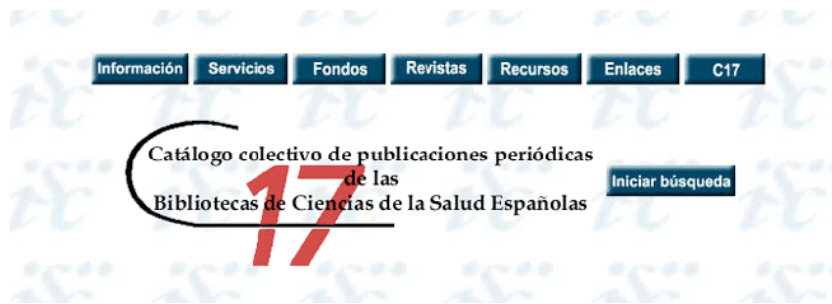 Información Servicios Fondos Revistas Recursos Enlaces C17
Catálogo colectivo de publicaciones periódicas
de las
Bibliotecas de Ciencias de la Salud Españolas
17
Iniciar búsqueda